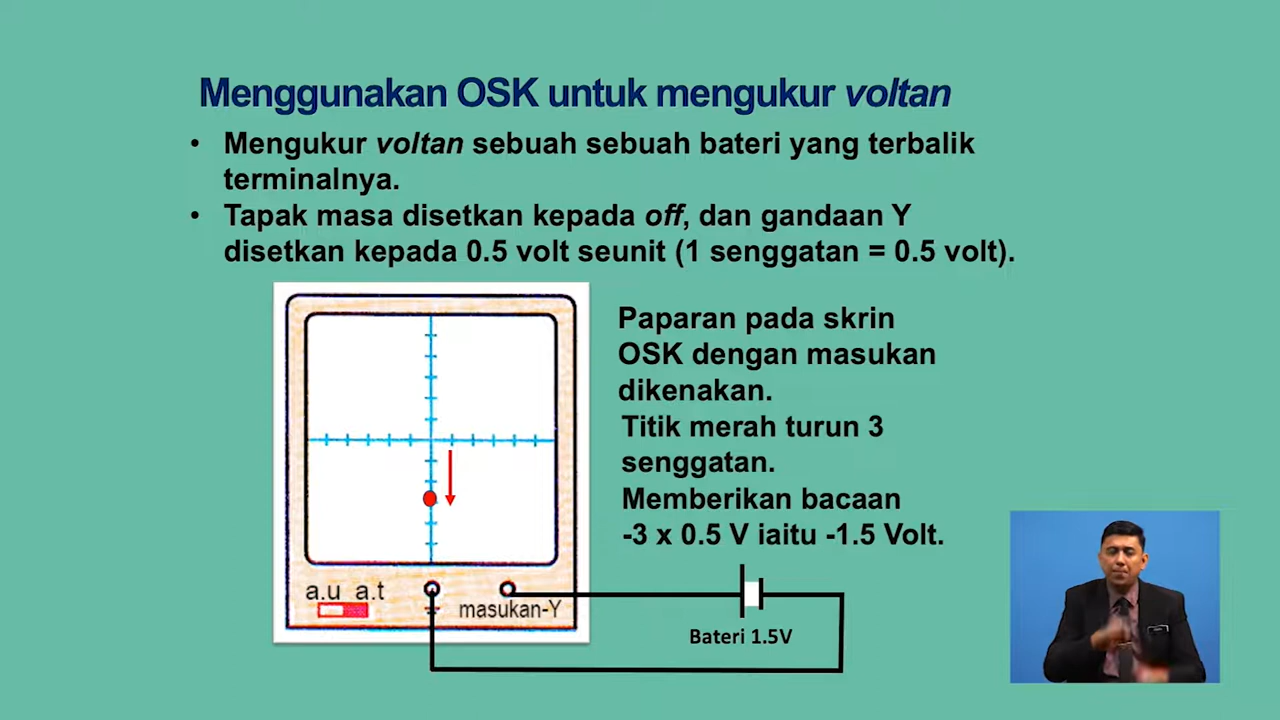 Menggunakan OSK untuk mengukur voltan
• Mengukur voltan sebuah sebuah bateri yang terbalik
terminalnya.
• Tapak masa disetkan kepada off, dan gandaan Y
disetkan kepada 0.5 volt seunit (1 senggatan = 0.5 volt).
Paparan pada skrin
OSK dengan masukan
dikenakan.
Titik merah turun 3
senggatan.
Memberikan bacaan
-3 x 0.5 V iaitu -1.5 Volt.
a.u a.t
masukan-Y
Bateri 1.5V